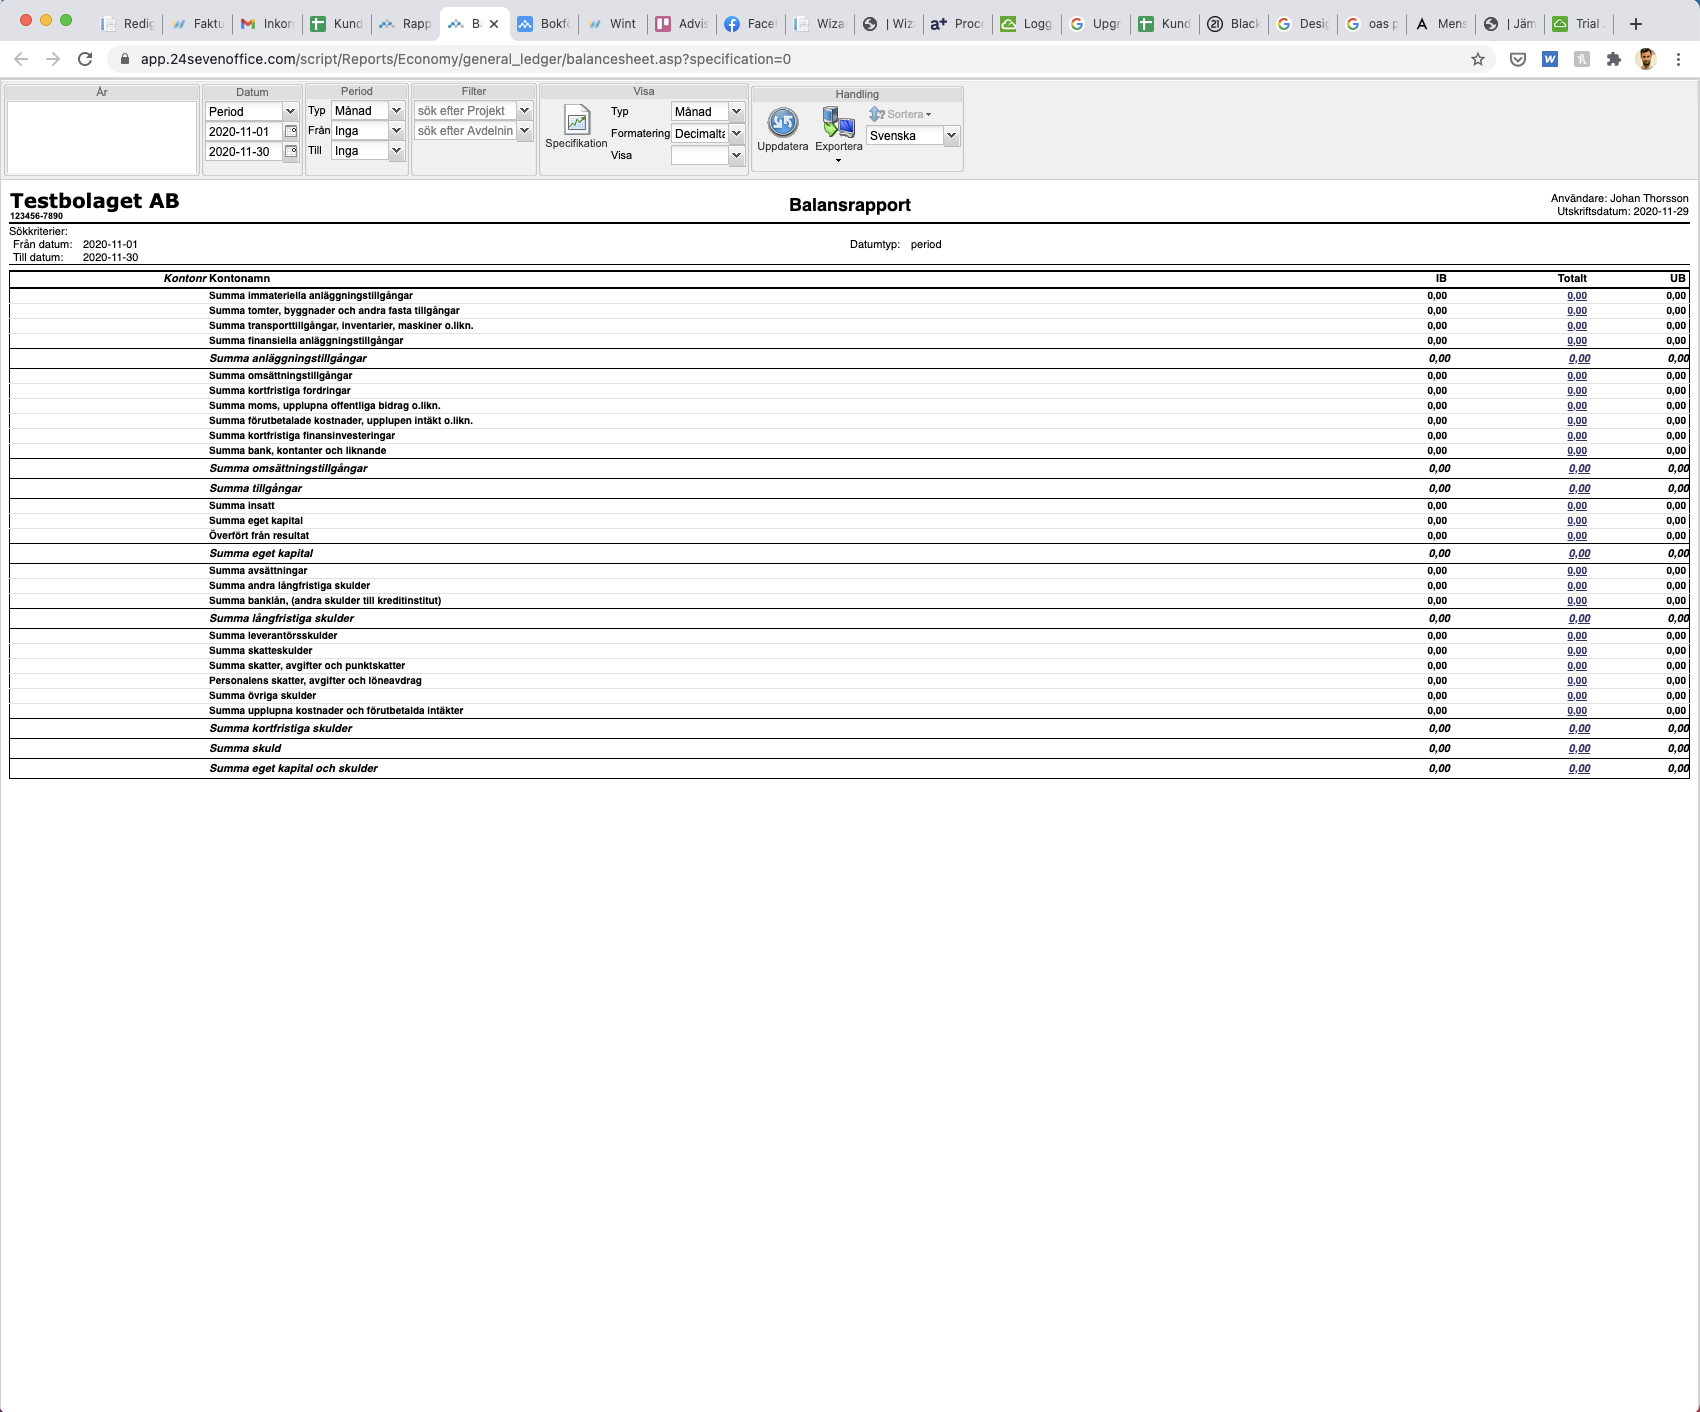 Redig Faktu Inkor Kund Rapp Ba Bokfö Wint Advis Facel Wiza | Wiz Proc Logg Upgr Kund Black Desig oas p Mens | Jäm Trial
app.24sevenoffice.com/script/Reports/Economy/general_ledger/balancesheet.asp?specification=0
År Datum Period Filter Visa Handling
Period Typ Månad sök efter Projekt Typ Månad Sortera
2020-11-01 Från Inga sök efter Avdelnin Formatering Decimalta Svenska
2020-11-30 Till Inga Specifikation Visa Uppdatera Exportera
Testbolaget AB
123456-7890
Balansrapport
Användare: Johan Thorsson
Utskriftsdatum: 2020-11-29
Sökkriterier:
Från datum: 2020-11-01 Datumtyp: period
Till datum: 2020-11-30
Kontonr Kontonamn IB Totalt UB
Summa immateriella anläggningstillgångar 0,00 0,00 0,00
Summa tomter, byggnader och andra fasta tillgångar 0,00 0,00 0,00
Summa transporttillgångar, inventarier, maskiner o.likn. 0,00 0,00 0,00
Summa finansiella anläggningstillgångar 0,00 0,00 0,00
Summa anläggningstillgångar 0,00 0,00 0,00
Summa omsättningstillgångar 0,00 0,00 0,00
Summa kortfristiga fordringar 0,00 0,00 0,00
Summa moms, upplupna offentliga bidrag o.likn. 0,00 0,00 0,00
Summa förutbetalade kostnader, upplupen intäkt o.likn. 0,00 0,00 0,00
Summa kortfristiga finansinvesteringar 0,00 0,00 0,00
Summa bank, kontanter och liknande 0,00 0,00 0,00
Summa omsättningstillgångar 0,00 0,00 0,00
Summa tillgångar 0,00 0,00 0,00
Summa insatt 0,00 0,00 0,00
Summa eget kapital 0,00 0,00 0,00
Överfört från resultat 0,00 0,00 0,00
Summa eget kapital 0,00 0,00 0,00
Summa avsättningar 0,00 0,00 0,00
Summa andra långfristiga skulder 0,00 0,00 0,00
Summa banklån, (andra skulder till kreditinstitut) 0,00 0,00 0,00
Summa långfristiga skulder 0,00 0,00 0,00
Summa leverantörsskulder 0,00 0,00 0,00
Summa skatteskulder 0,00 0,00 0,00
Summa skatter, avgifter och punktskatter 0,00 0,00 0,00
Personalens skatter, avgifter och löneavdrag 0,00 0,00 0,00
Summa övriga skulder 0,00 0,00 0,00
Summa upplupna kostnader och förutbetalda intäkter 0,00 0,00 0,00
Summa kortfristiga skulder 0,00 0,00 0,00
Summa skuld 0,00 0,00 0,00
Summa eget kapital och skulder 0,00 0,00 0,00